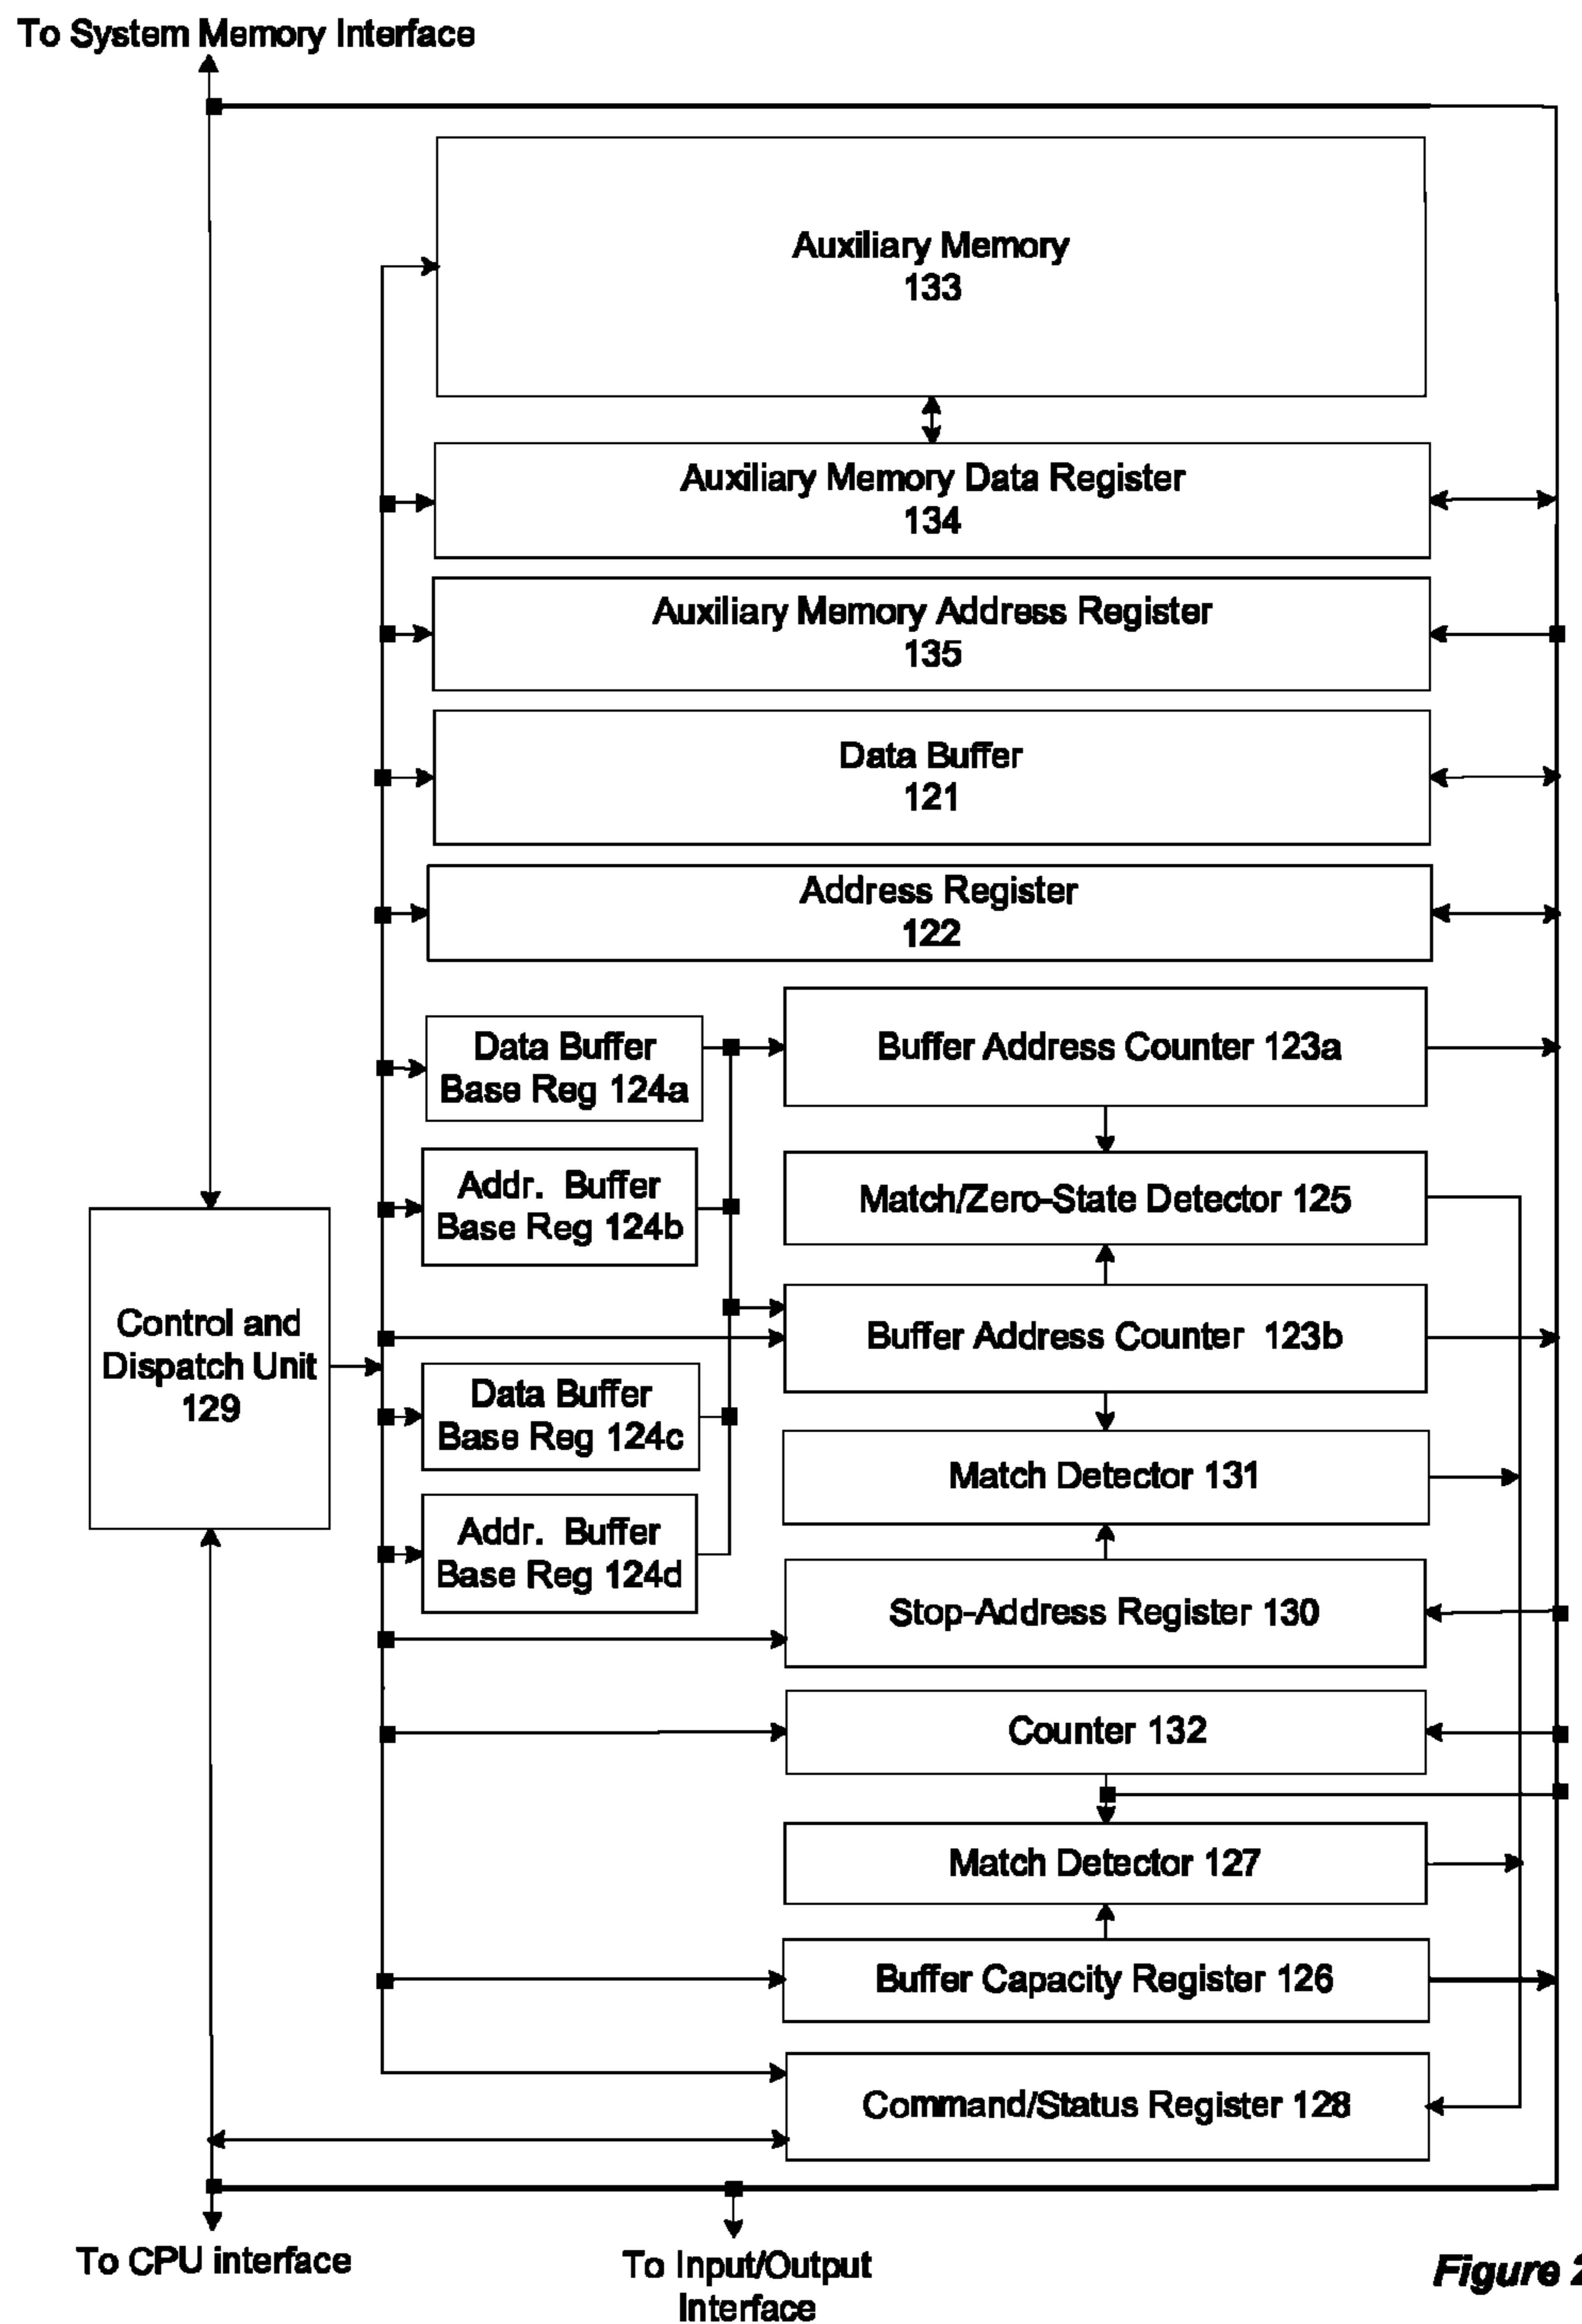 To System Memory Interface
Auxiliary Memory
133
Auxiliary Memory Data Register
134
Auxiliary Memory Address Register
135
Data Buffer
121
Address Register
122
Data Buffer
Base Reg 124a
Buffer Address Counter 123a
Addr. Buffer
Base Reg 124b
Match/Zero-State Detector 125
Control and
Dispatch Unit
129
Buffer Address Counter 123b
Data Buffer
Base Reg 124c
Match Detector 131
Addr. Buffer
Base Reg 124d
Stop-Address Register 130
Counter 132
Match Detector 127
Buffer Capacity Register 126
Command/Status Register 128
To CPU interface
To Input/Output
Interface
Figure 2